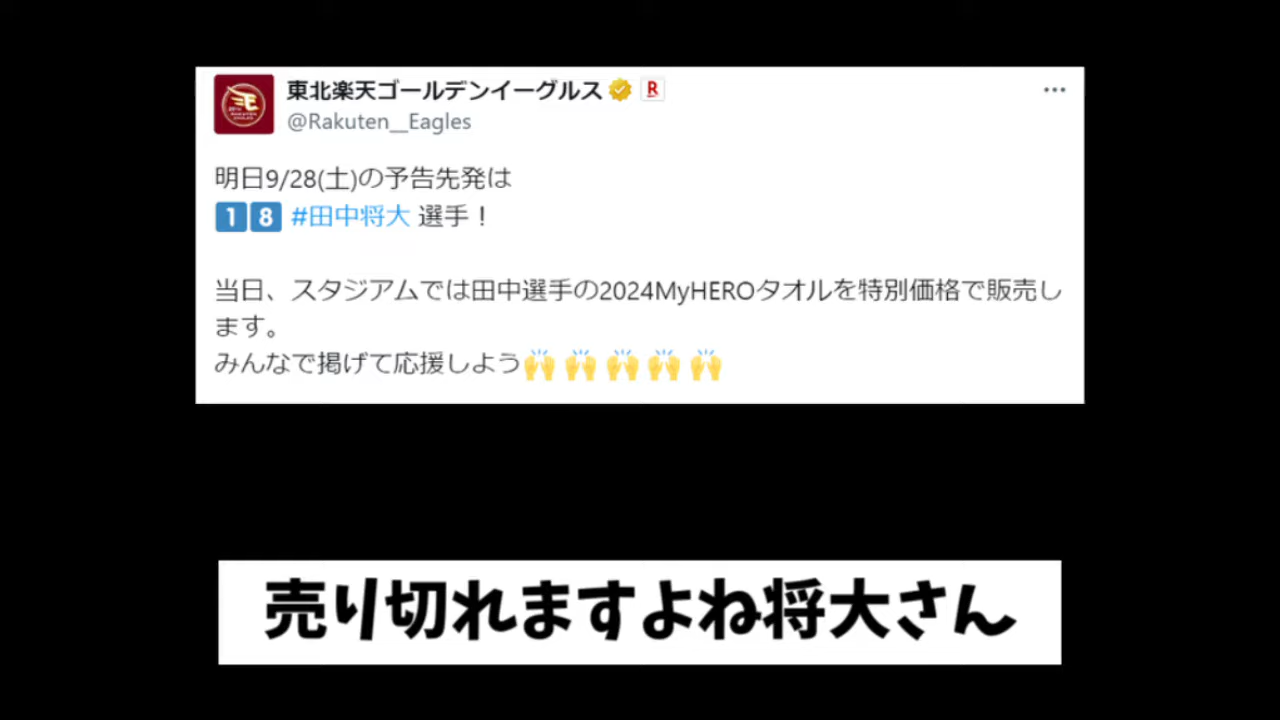 東北楽天ゴールデンイーグルス R
@Rakuten__Eagles
明日9/28(土)の予告先発は
18 #田中将大 選手！
当日、スタジアムでは田中選手の2024MyHEROタオルを特別価格で販売し
ます。
みんなで掲げて応援しよう🙌🙌🙌🙌🙌
売り切れますよね将大さん